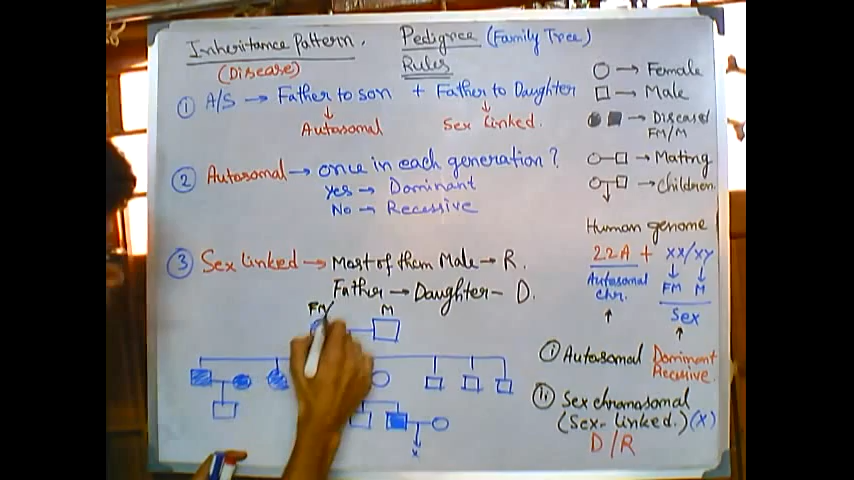 Inheritance Pattern.
(Disease)
Pedigree (Family Tree)
Rules
① A/S → Father to son + Father to Daughter
Autosomal
Sex linked.
② Autosomal → once in each generation?
Yes → Dominant
No → Recessive
③ Sex linked → Most of them Male → R.
Father → Daughter - D.
FM
M
→ Female
→ Male
→ Diseased
FM/M
→ Mating
→ Children
Human genome
22A + xx/xy
Autosomal
Chr.
FM M
Sex
① Autosomal Dominant
Recissive.
ⅱ Sex chromosomal
(Sex-linked.) (X)
D/R
x